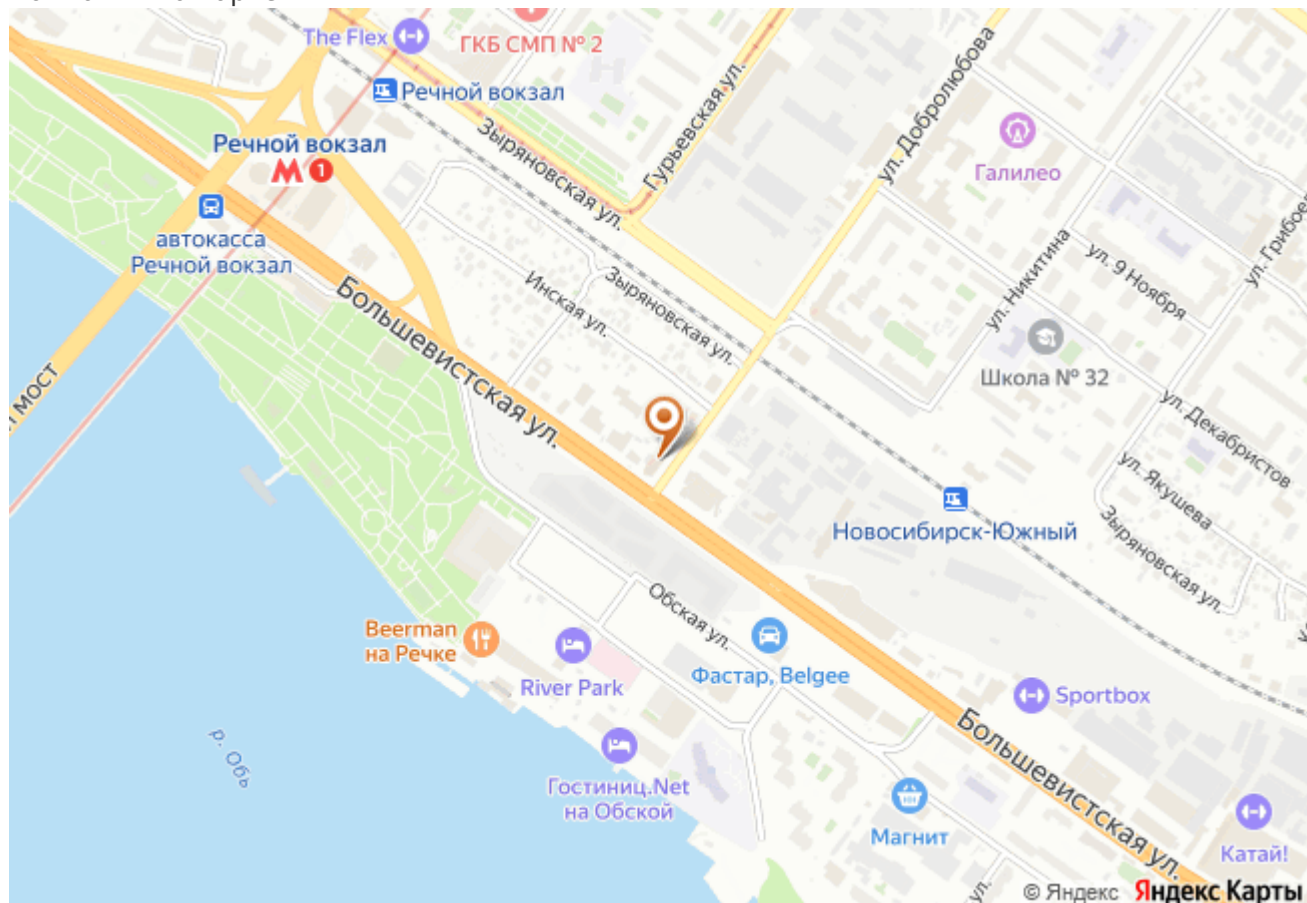 The Flex
ГКБ СМП № 2
Речной вокзал
Гурьевская ул.
ул. Добролюбова
Галилео
Речной вокзал
М 1
Зыряновская ул.
автокасса
Речной вокзал
ул. Никитина
ул. 9 Ноября
Инская ул.
Зыряновская ул.
Большевистская ул.
Школа № 32
мост
ул. Декабристов
ул. Якушева
Новосибирск-Южный
Зыряновская ул.
Обская ул.
Beerman
на Речке
River Park
Фастар, Belgee
Sportbox
р. Обь
Гостиниц.Net
на Обской
Большевистская ул.
Магнит
Катай!
ул.
© Яндекс Яндекс Карты